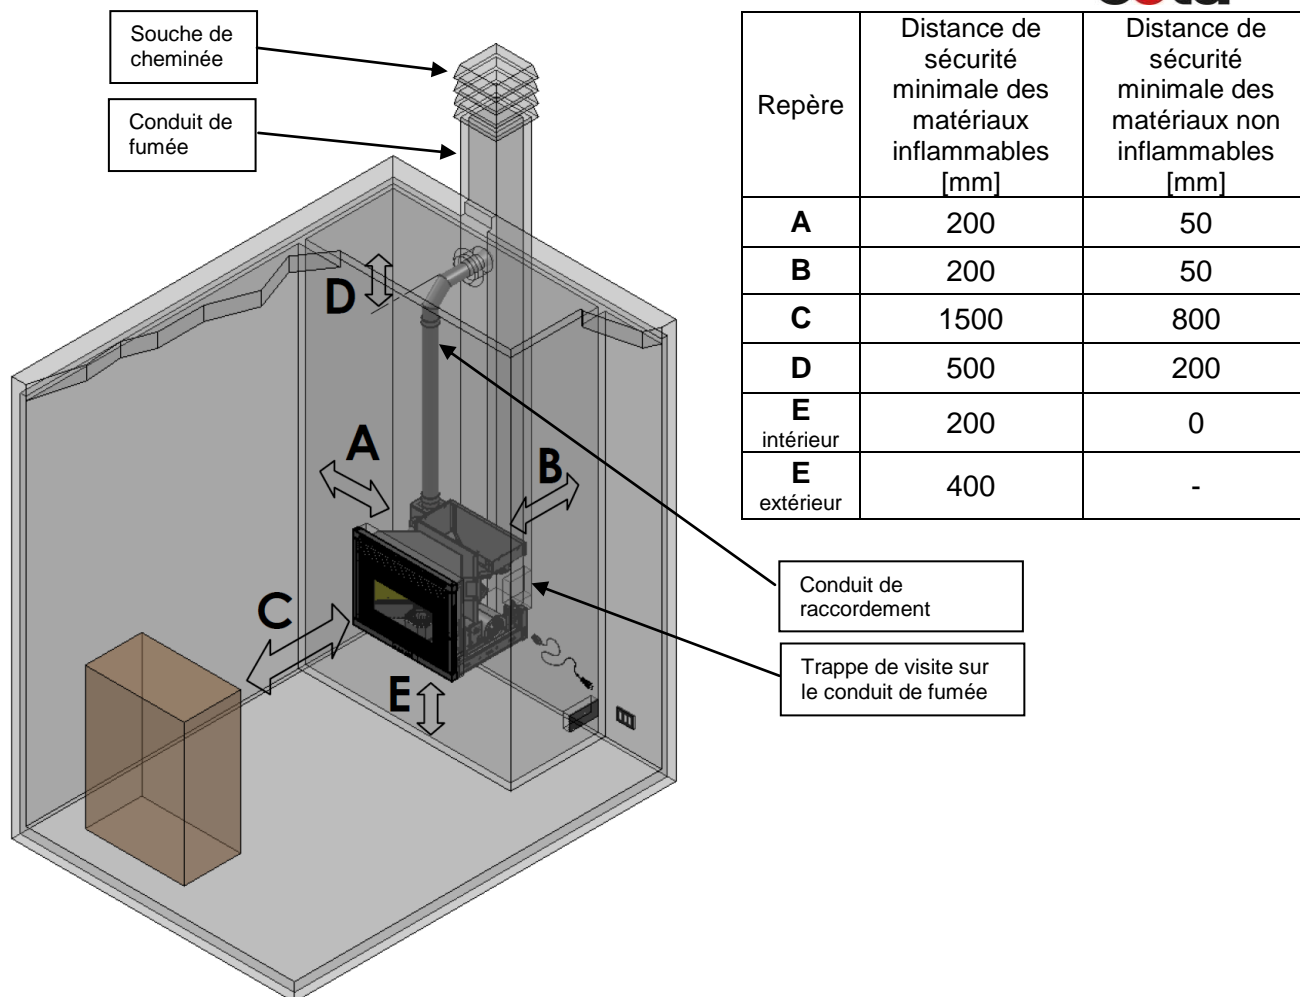 Souche de
cheminée
Conduit de
fumée
Repère
Distance de
sécurité
minimale des
matériaux
inflammables
[mm]
Distance de
sécurité
minimale des
matériaux non
inflammables
[mm]
A 200 50
B 200 50
C 1500 800
D 500 200
E
intérieur 200 0
E
extérieur 400 -
D
A
B
C
E
Conduit de
raccordement
Trappe de visite sur
le conduit de fumée